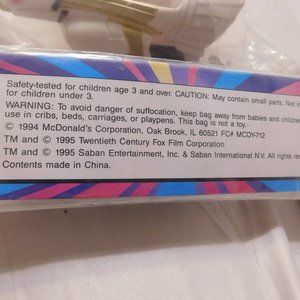 Safety-tested for children age 3 and over. CAUTION: May contain small parts. Not in
for children under 3.
WARNING: To avoid danger of suffocation, keep bag away from babies and childre
use in cribs, beds, carriages, or playpens. This bag is not a toy.
© 1994 McDonald's Corporation, Oak Brook, IL 60521 FC# MCDY-712
TM and © 1995 Twentieth Century Fox Film Corporation
TM and © 1995 Saban Entertainment, Inc. & Saban International N.V. All rights re
Contents made in China.